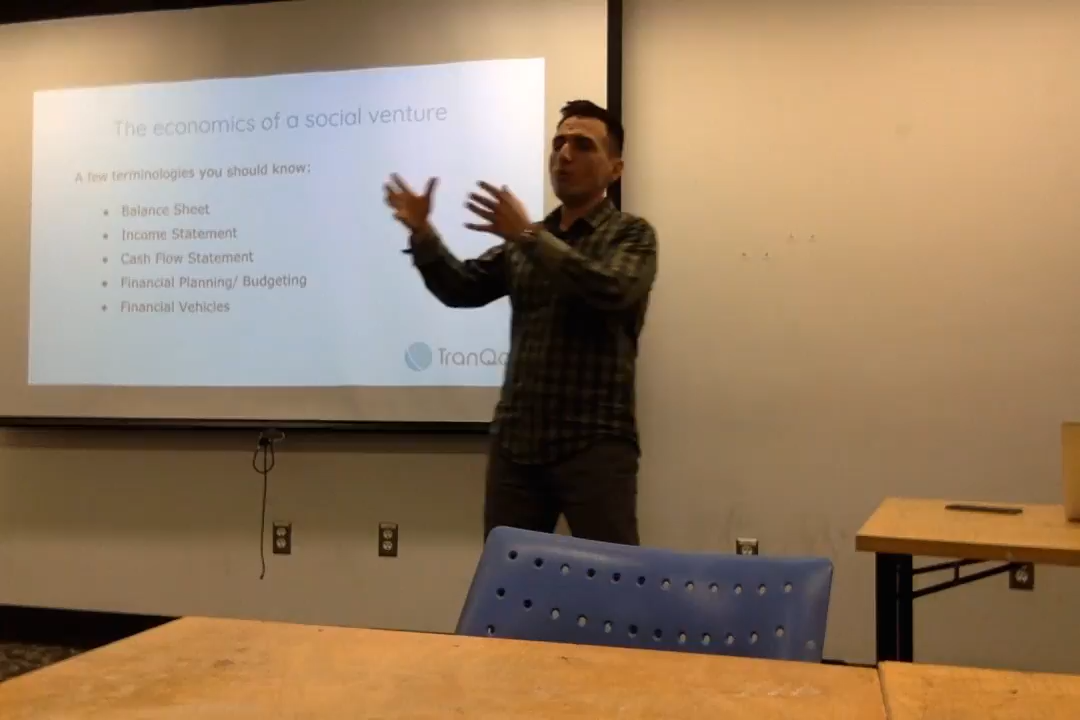 The economics of a social venture
A few terminologies you should know:
Balance Sheet
Income Statement
Cash Flow Statement
Financial Planning/ Budgeting
Financial Vehicles